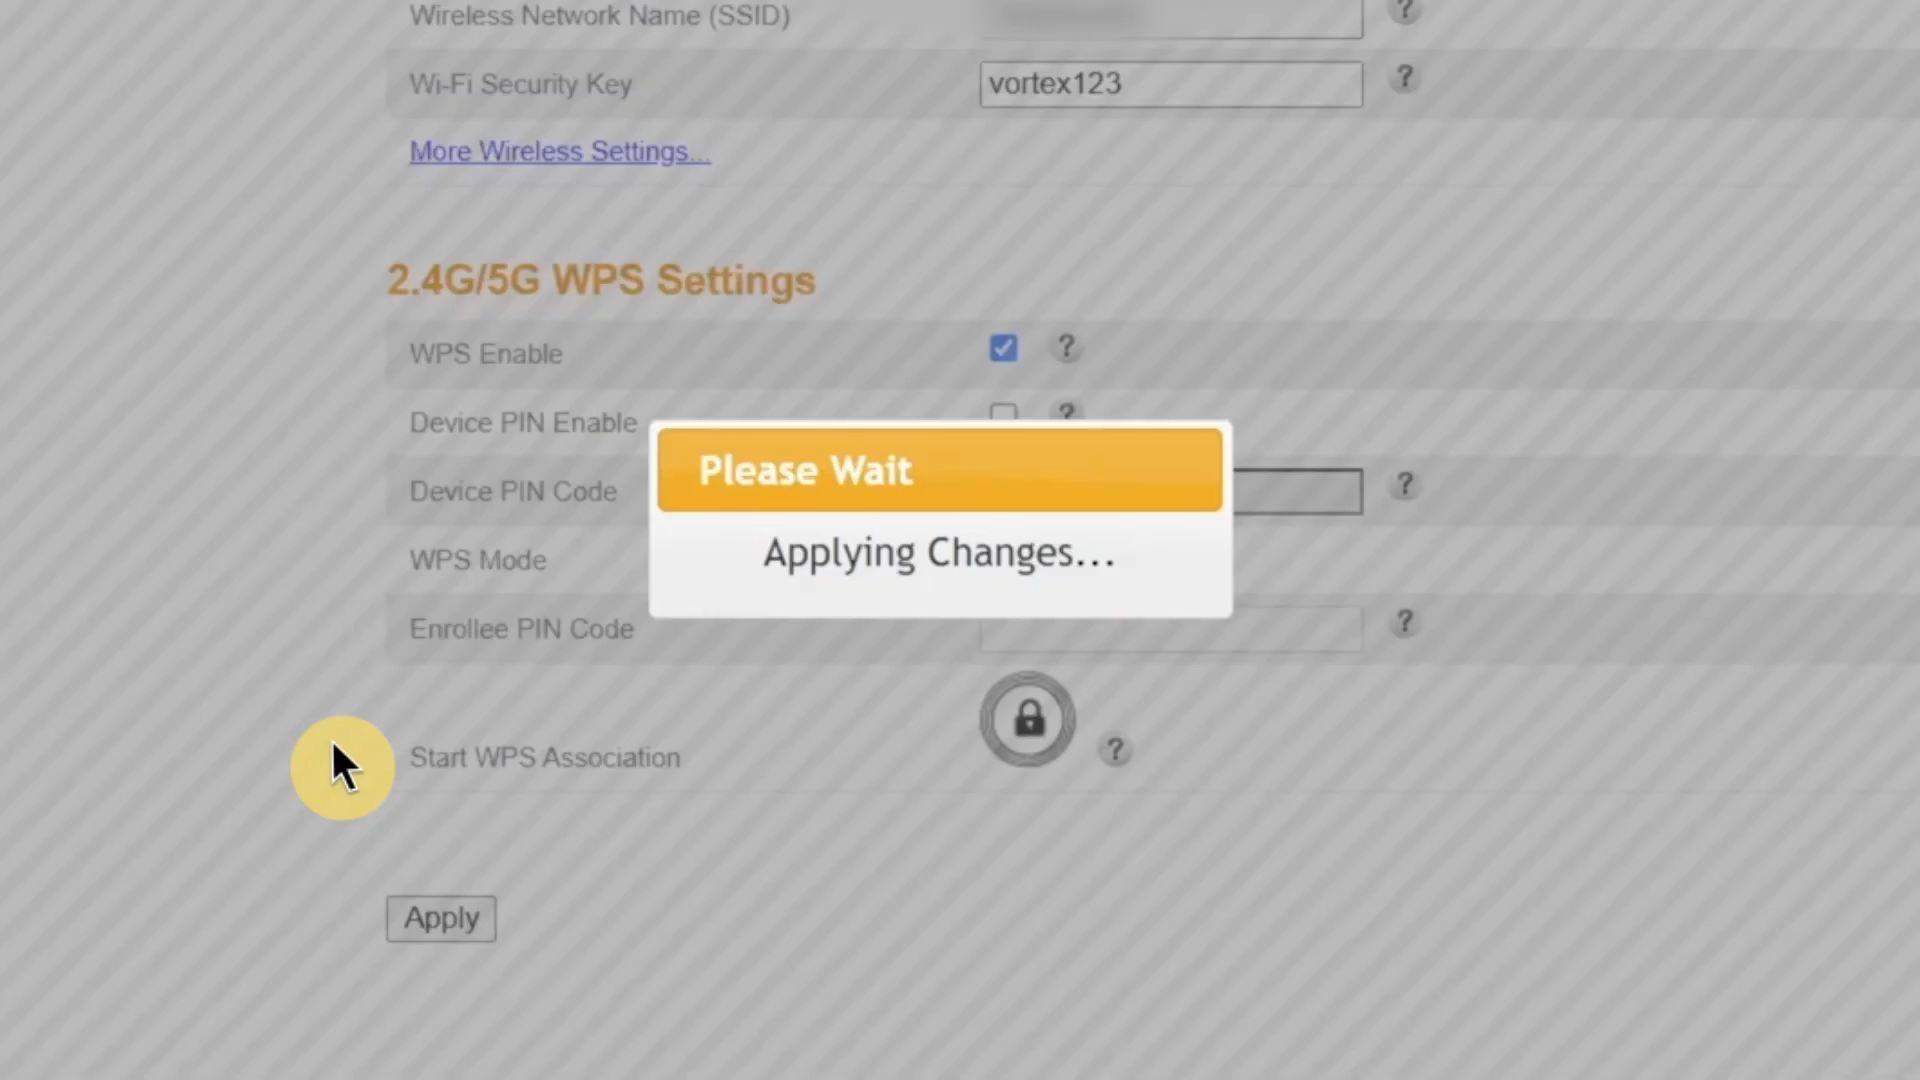 Wireless Network Name (SSID) ?
Wi-Fi Security Key vortex123 ?
More Wireless Settings...
2.4G/5G WPS Settings
WPS Enable ?
Device PIN Enable ?
Please Wait
Device PIN Code ?
Applying Changes...
WPS Mode
Enrollee PIN Code ?
Start WPS Association ?
Apply